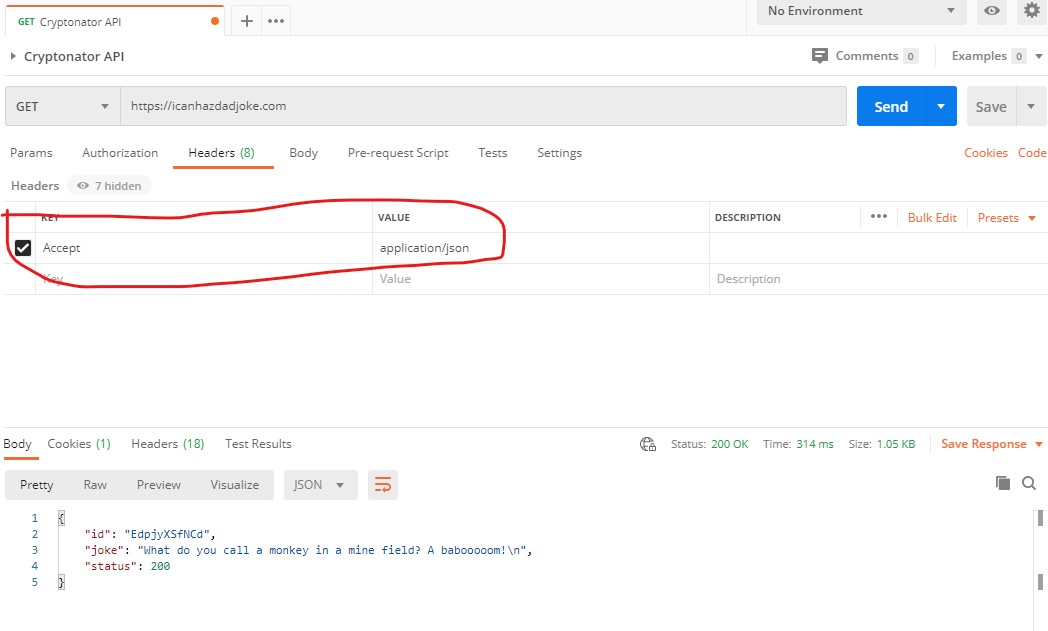 GET Cryptonator API
No Environment
Cryptonator API
Comments 0 Examples 0
GET https://icanhazdadjoke.com Send Save
Params Authorization Headers (8) Body Pre-request Script Tests Settings Cookies Code
Headers 7 hidden
KEY VALUE DESCRIPTION Bulk Edit Presets
Accept application/json
Key Value Description
Body Cookies (1) Headers (18) Test Results Status: 200 OK Time: 314 ms Size: 1.05 KB Save Response
Pretty Raw Preview Visualize JSON
1 {
2 "id": "EdpjyXSfNCd",
3 "joke": "What do you call a monkey in a mine field? A babooooom!\n",
4 "status": 200
5 }